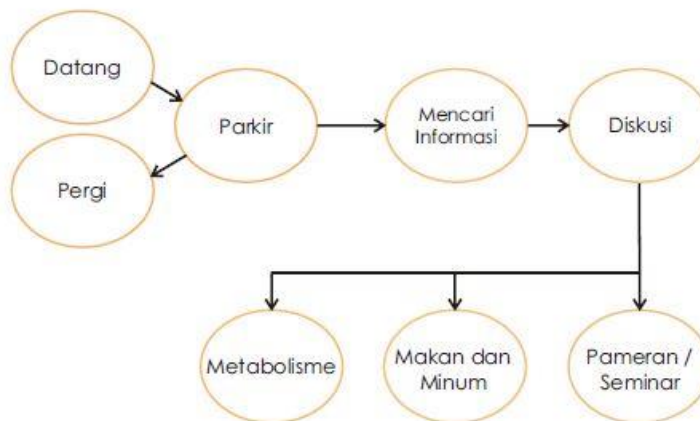 Datang
Parkir
Mencari
Informasi
Diskusi
Pergi
Metabolisme
Makan dan
Minum
Pameran /
Seminar